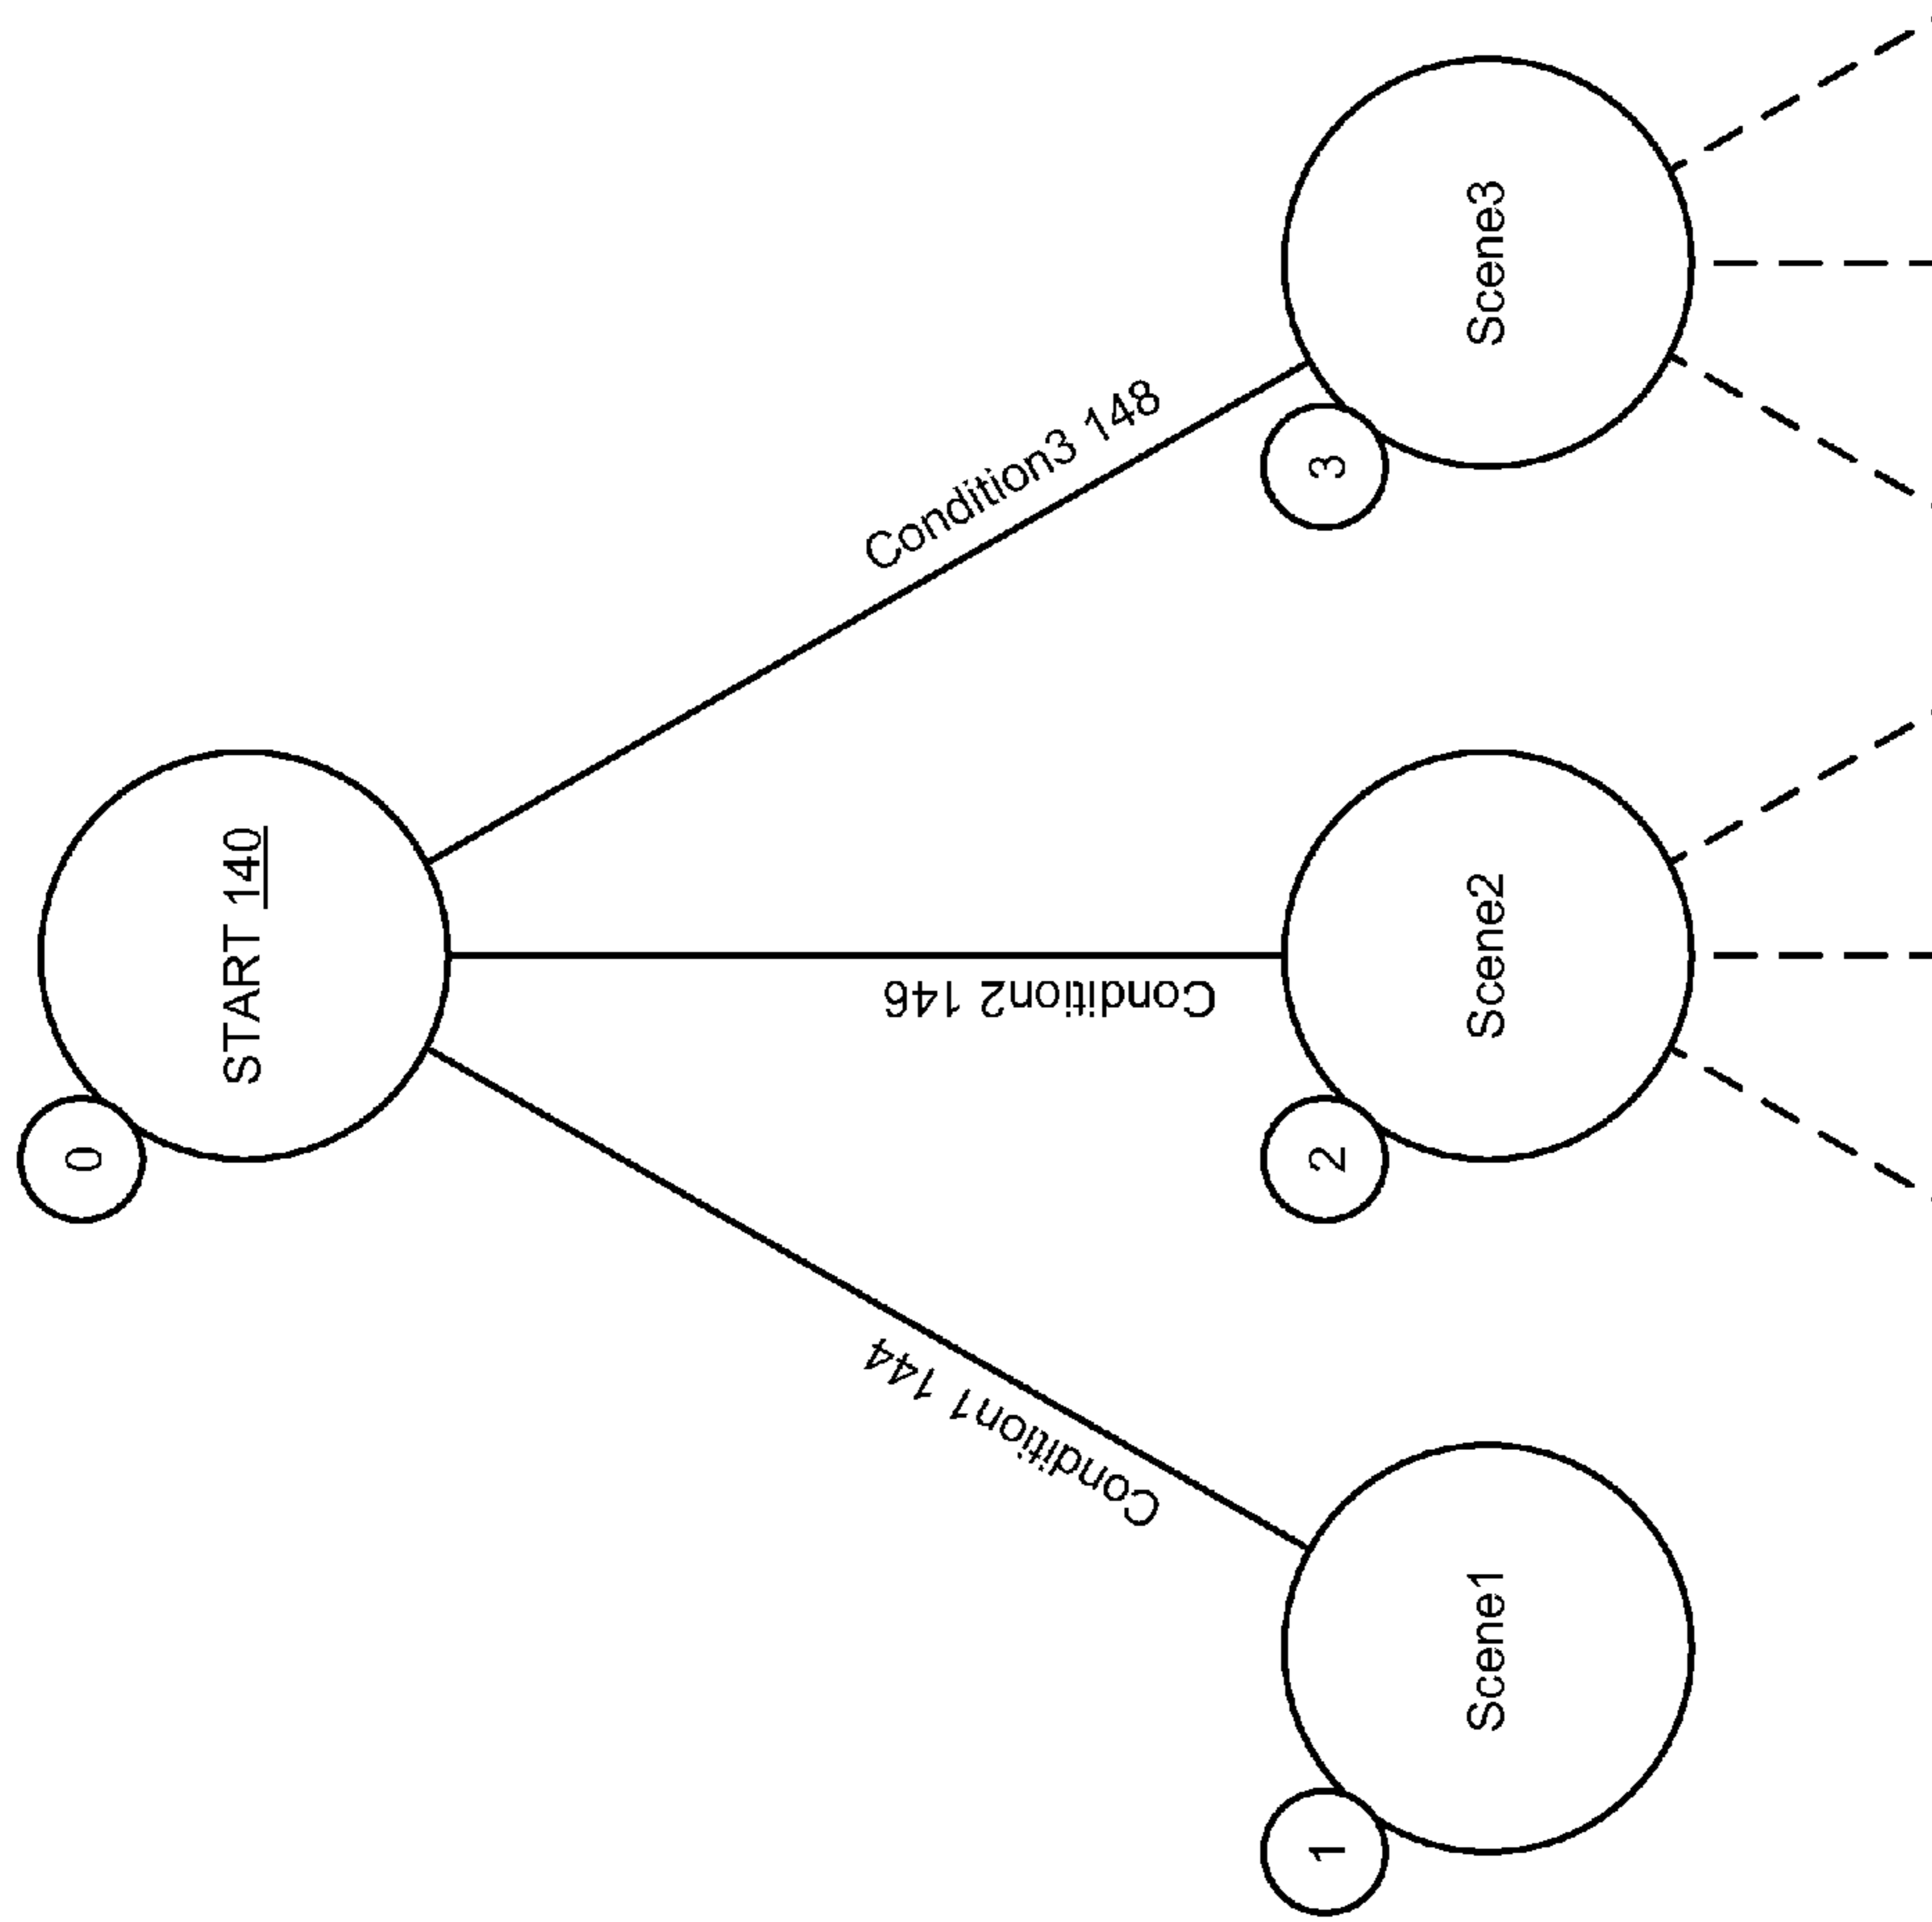 0
START 140
Condition1 144
Condition2 146
Condition3 148
1
Scene1
2
Scene2
3
Scene3